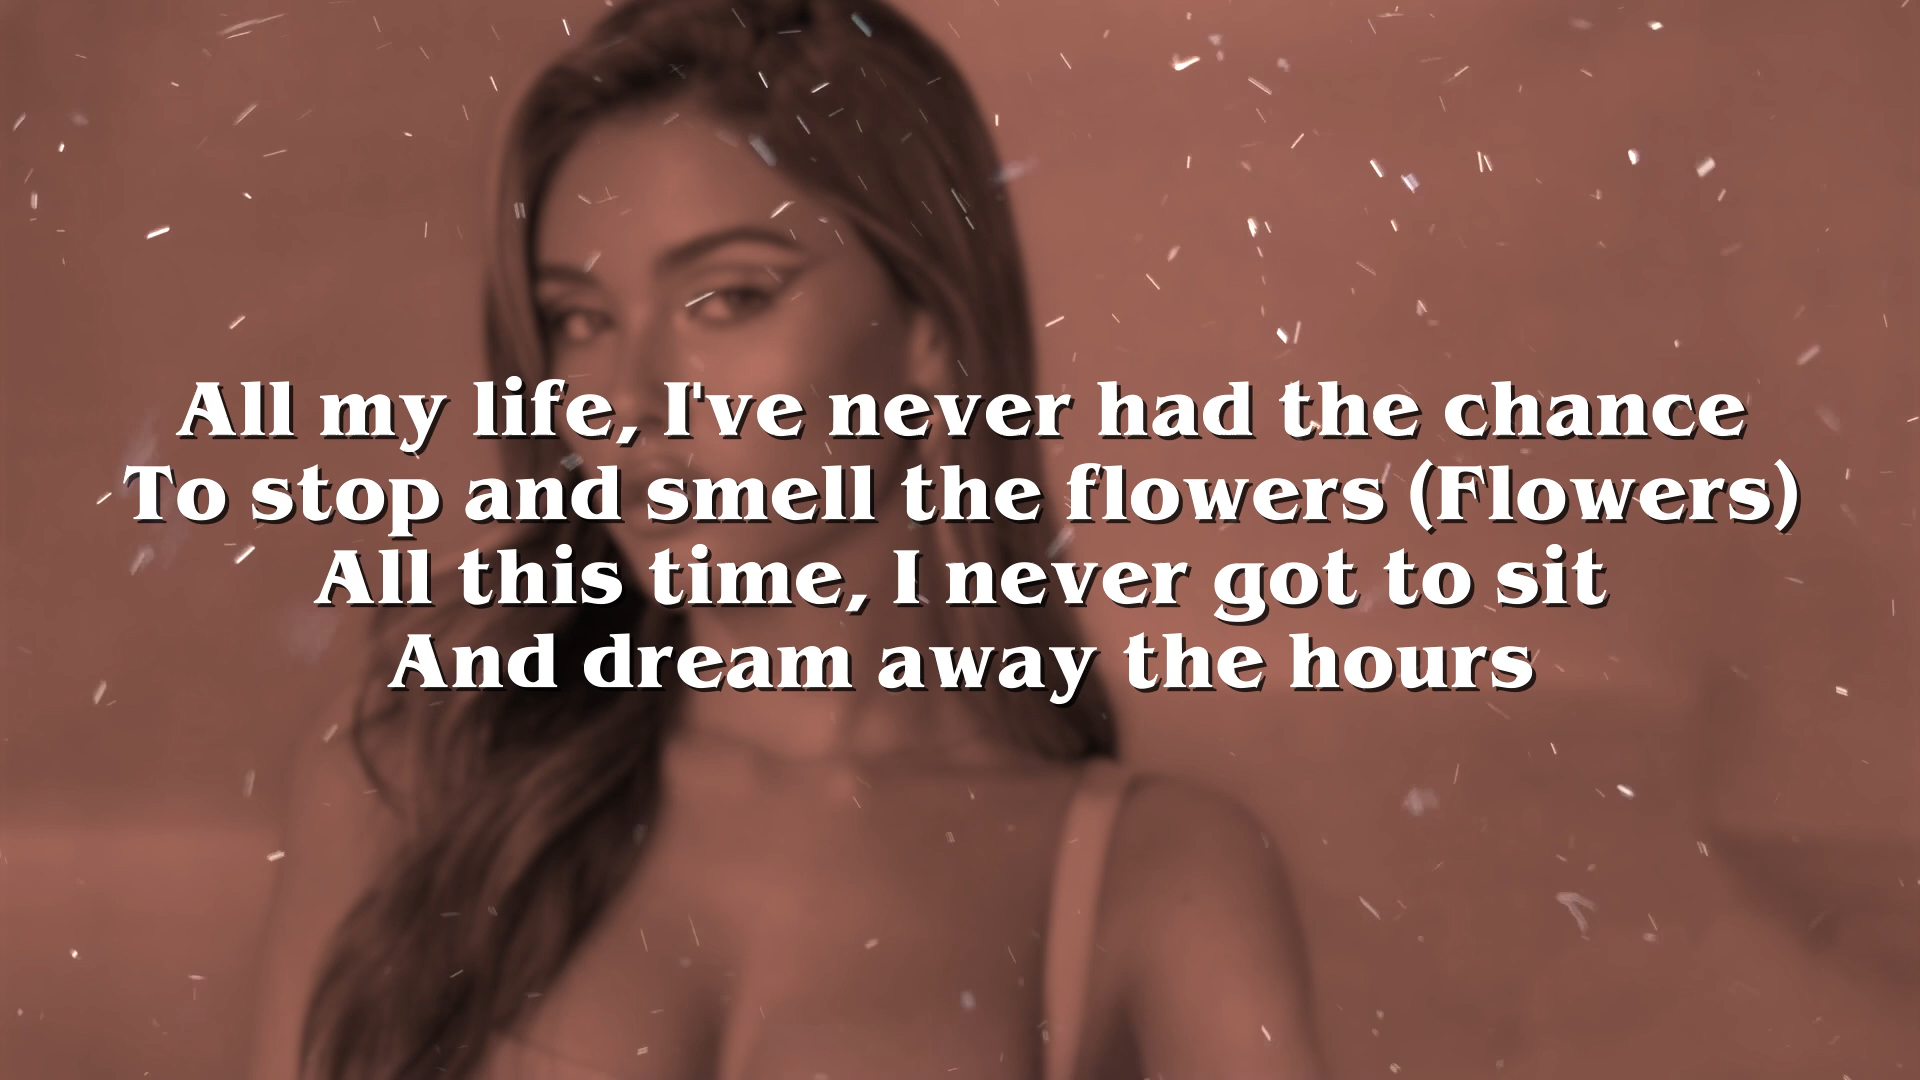 All my life, I've never had the chance
To stop and smell the flowers (Flowers)
All this time, I never got to sit
And dream away the hours